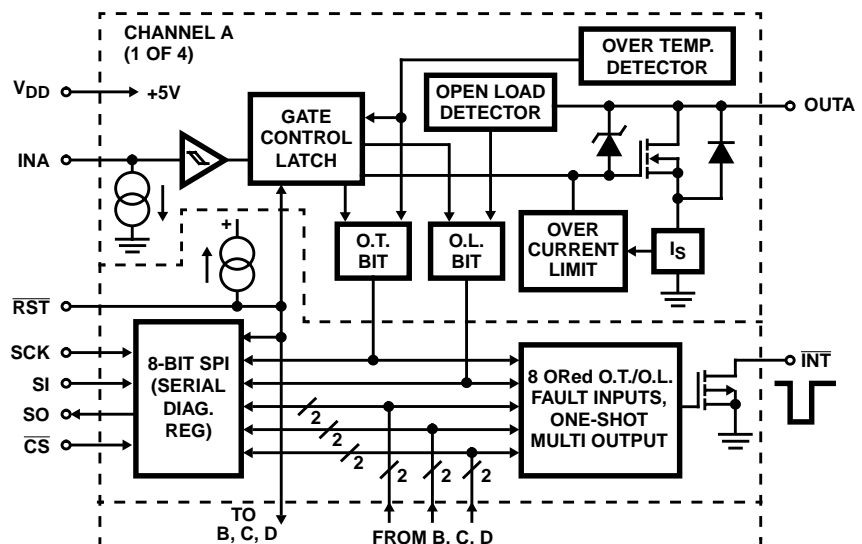 CHANNEL A
(1 OF 4)
OVER TEMP.
DETECTOR
VDD
+5V
OPEN LOAD
DETECTOR
OUTA
GATE
CONTROL
LATCH
INA
+
O.T.
BIT
O.L.
BIT
OVER
CURRENT
LIMIT
IS
RST
SCK
SI
SO
CS
8-BIT SPI
(SERIAL
DIAG.
REG)
8 ORed O.T./O.L.
FAULT INPUTS,
ONE-SHOT
MULTI OUTPUT
INT
2
2
2
2
2
2
TO
B, C, D
FROM B, C, D